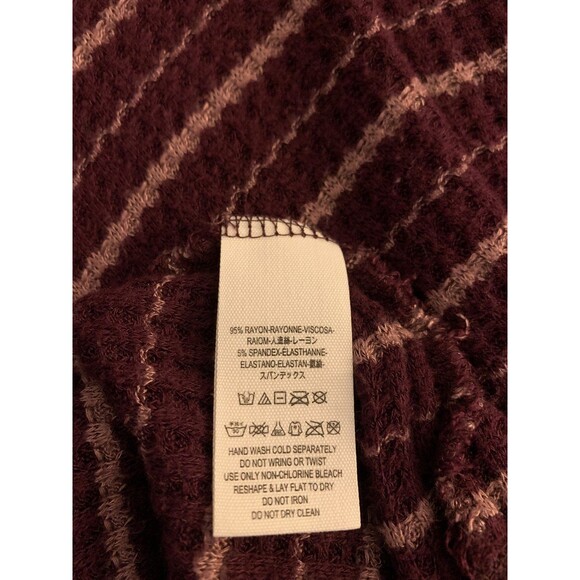 95% RAYON-RAYONNE-VISCOSA-
RAIOM-人造絲-レーヨン
5% SPANDEX-ÉLASTHANNE-
ELASTANO-ELASTAN-氨綸-
スパンデックス
HAND WASH COLD SEPARATELY
DO NOT WRING OR TWIST
USE ONLY NON-CHLORINE BLEACH
RESHAPE & LAY FLAT TO DRY
DO NOT IRON
DO NOT DRY CLEAN